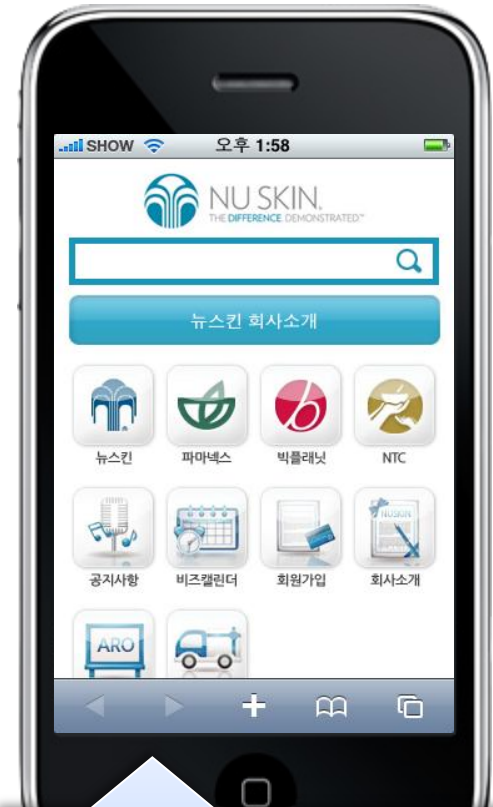 SHOW 오후 1:58
NU SKIN.
THE DIFFERENCE DEMONSTRATED™
뉴스킨 회사소개
뉴스킨 파마넥스 빅플래닛 NTC
NUSKIN
공지사항 비즈캘린더 회원가입 회사소개
ARO